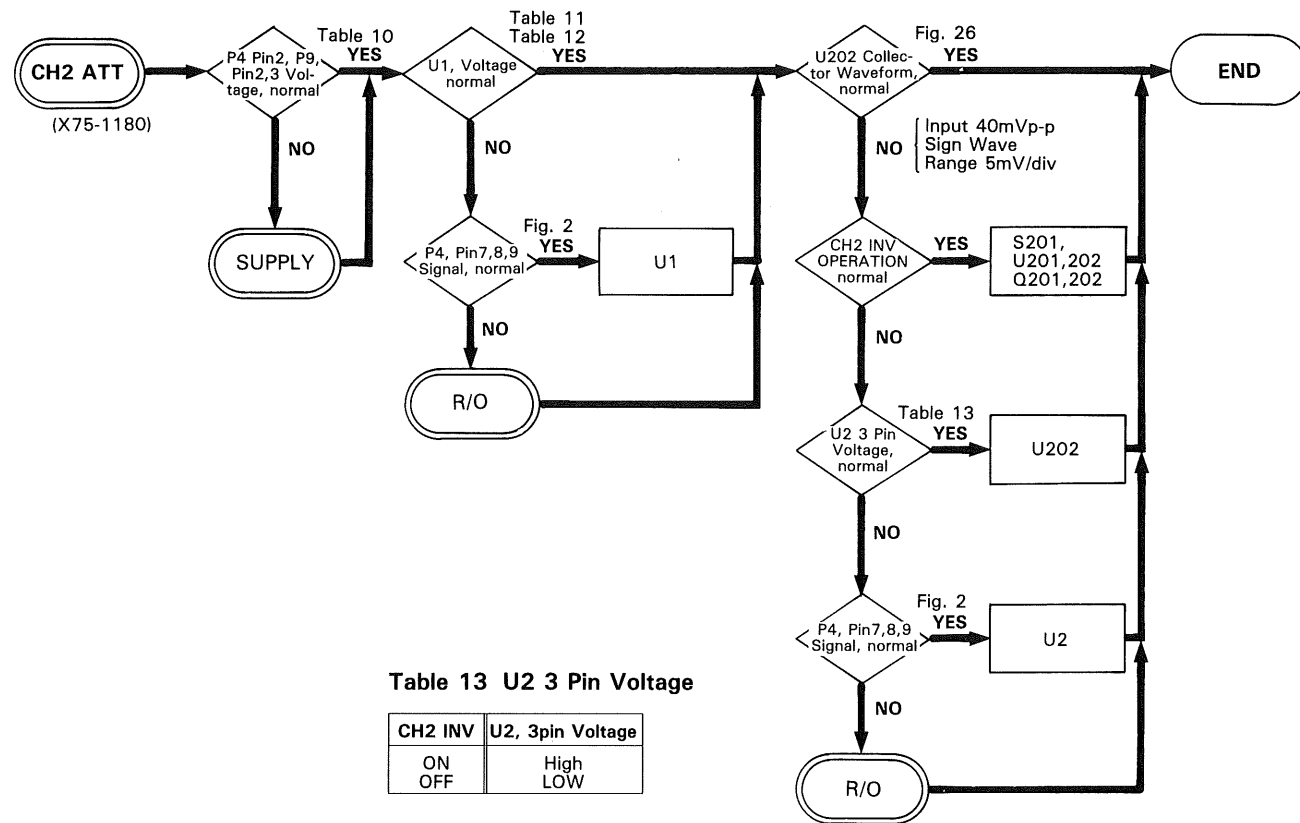 CH2 ATT
(X75-1180)
P4 Pin2, P9,
Pin2,3 Vol-
tage, normal
Table 10
YES
NO
SUPPLY
U1, Voltage
normal
Table 11
Table 12
YES
NO
P4, Pin7,8,9
Signal, normal
Fig. 2
YES
U1
NO
R/O
U202 Collec-
tor Waveform,
normal
Fig. 26
YES
END
NO
Input 40mVp-p
Sign Wave
Range 5mV/div
CH2 INV
OPERATION
normal
YES
S201,
U201,202
Q201,202
NO
U2 3 Pin
Voltage,
normal
Table 13
YES
U202
NO
P4, Pin7,8,9
Signal, normal
Fig. 2
YES
U2
NO
R/O
Table 13 U2 3 Pin Voltage
CH2 INV U2, 3pin Voltage
ON High
OFF LOW